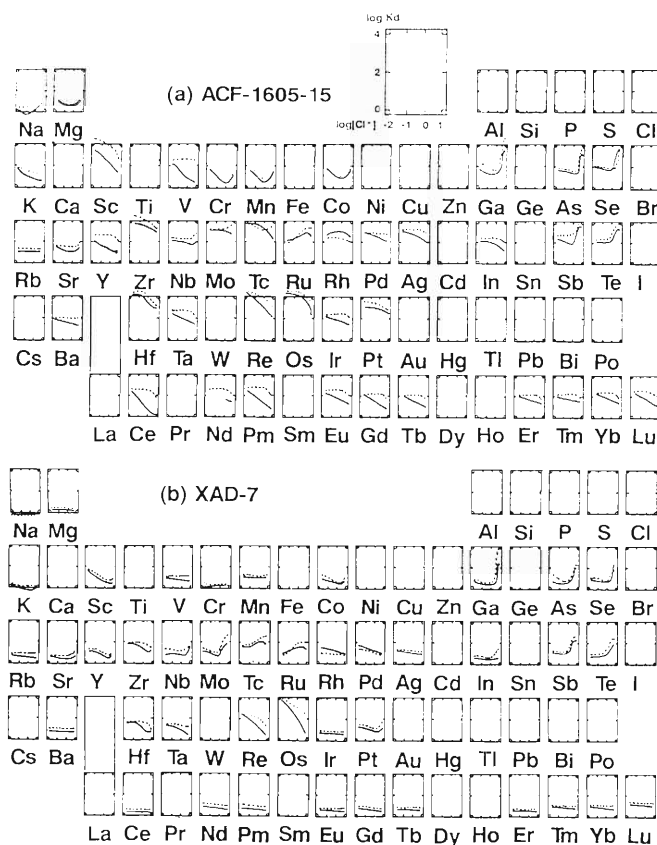 log Kd
4
2
0
log[Cl⁻] -2 -1 0 1
(a) ACF-1605-15
Na Mg Al Si P S Cl
K Ca Sc Ti V Cr Mn Fe Co Ni Cu Zn Ga Ge As Se Br
Rb Sr Y Zr Nb Mo Tc Ru Rh Pd Ag Cd In Sn Sb Te I
Cs Ba Hf Ta W Re Os Ir Pt Au Hg Tl Pb Bi Po
La Ce Pr Nd Pm Sm Eu Gd Tb Dy Ho Er Tm Yb Lu
(b) XAD-7
Na Mg Al Si P S Cl
K Ca Sc Ti V Cr Mn Fe Co Ni Cu Zn Ga Ge As Se Br
Rb Sr Y Zr Nb Mo Tc Ru Rh Pd Ag Cd In Sn Sb Te I
Cs Ba Hf Ta W Re Os Ir Pt Au Hg Tl Pb Bi Po
La Ce Pr Nd Pm Sm Eu Gd Tb Dy Ho Er Tm Yb Lu